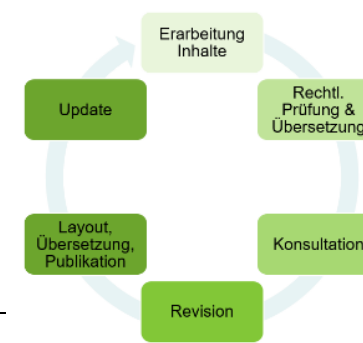 Erarbeitung
Inhalte
Rechtl.
Prüfung &
Übersetzung
Konsultation
Revision
Layout,
Übersetzung,
Publikation
Update